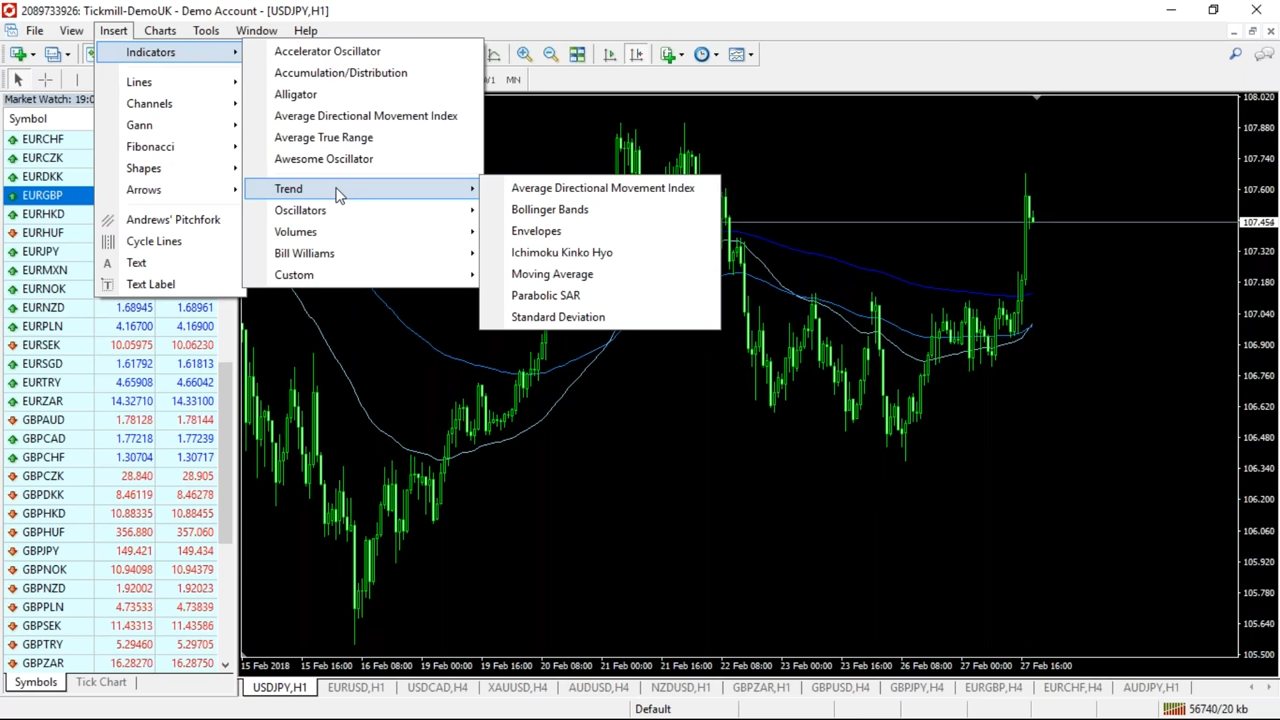 2089733926: Tickmill-DemoUK - Demo Account - [USDJPY,H1]
File View Insert Charts Tools Window Help
W1 MN
Market Watch: 19:0
Symbol
EURCHF
EURCZK
EURDKK
EURGBP
EURHKD
EURHUF
EURJPY
EURMXN
EURNOK
EURNZD 1.68945 1.68961
EURPLN 4.16700 4.16900
EURSEK 10.05975 10.06230
EURSGD 1.61792 1.61813
EURTRY 4.65908 4.66042
EURZAR 14.32710 14.33100
GBPAUD 1.78128 1.78144
GBPCAD 1.77218 1.77239
GBPCHF 1.30704 1.30717
GBPCZK 28.840 28.905
GBPDKK 8.46119 8.46278
GBPHKD 10.88335 10.88455
GBPHUF 356.880 357.060
GBPJPY 149.421 149.434
GBPNOK 10.94098 10.94379
GBPNZD 1.92002 1.92023
GBPPLN 4.73533 4.73839
GBPSEK 11.43313 11.43586
GBPTRY 5.29460 5.29705
GBPZAR 16.28270 16.28750
Symbols Tick Chart
Indicators
Lines
Channels
Gann
Fibonacci
Shapes
Arrows
Andrews' Pitchfork
Cycle Lines
A Text
T Text Label
Accelerator Oscillator
Accumulation/Distribution
Alligator
Average Directional Movement Index
Average True Range
Awesome Oscillator
Trend
Oscillators
Volumes
Bill Williams
Custom
Average Directional Movement Index
Bollinger Bands
Envelopes
Ichimoku Kinko Hyo
Moving Average
Parabolic SAR
Standard Deviation
108.020
107.880
107.740
107.600
107.454
107.320
107.180
107.040
106.900
106.760
106.620
106.480
106.340
106.200
106.060
105.920
105.780
105.640
105.500
15 Feb 2018 15 Feb 16:00 16 Feb 08:00 19 Feb 00:00 19 Feb 16:00 20 Feb 08:00 21 Feb 00:00 21 Feb 16:00 22 Feb 08:00 23 Feb 00:00 23 Feb 16:00 26 Feb 08:00 27 Feb 00:00 27 Feb 16:00
USDJPY,H1 EURUSD,H1 USDCAD,H4 XAUUSD,H4 AUDUSD,H4 NZDUSD,H1 GBPZAR,H1 GBPUSD,H4 GBPJPY,H4 EURGBP,H4 EURCHF,H4 AUDJPY,H1
Default
56740/20 kb